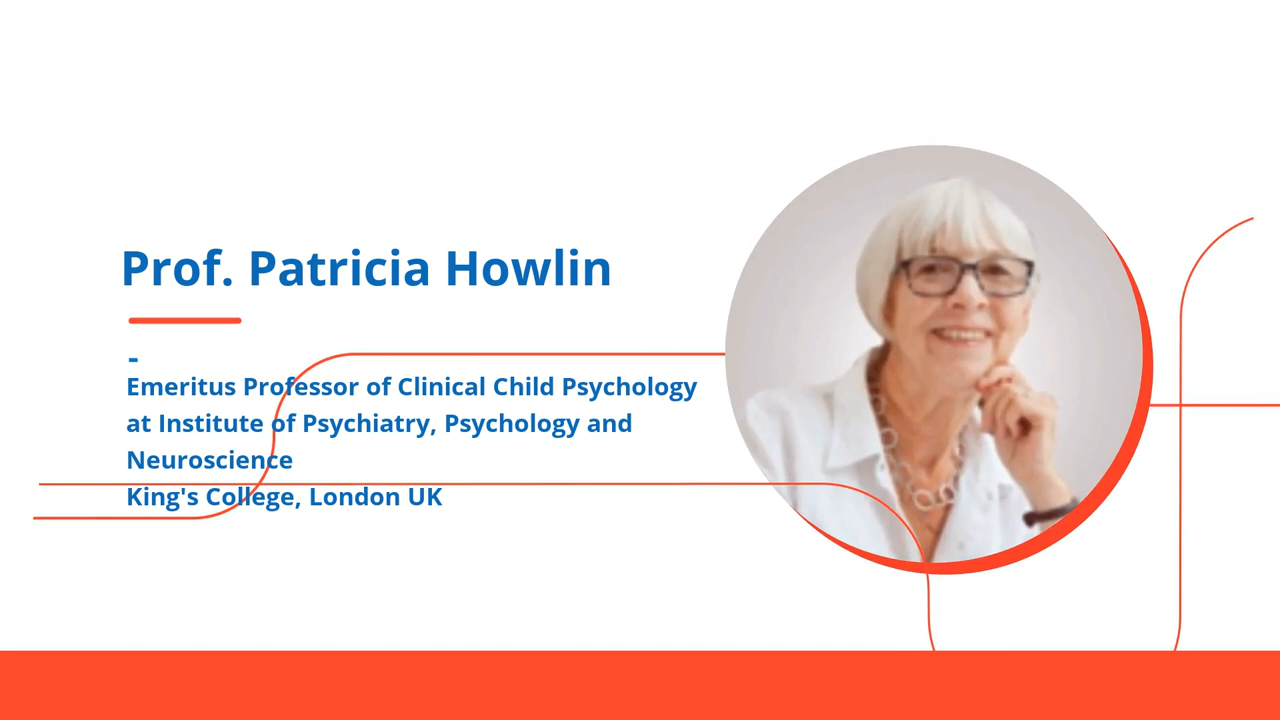 Prof. Patricia Howlin
-
Emeritus Professor of Clinical Child Psychology
at Institute of Psychiatry, Psychology and
Neuroscience
King's College, London UK